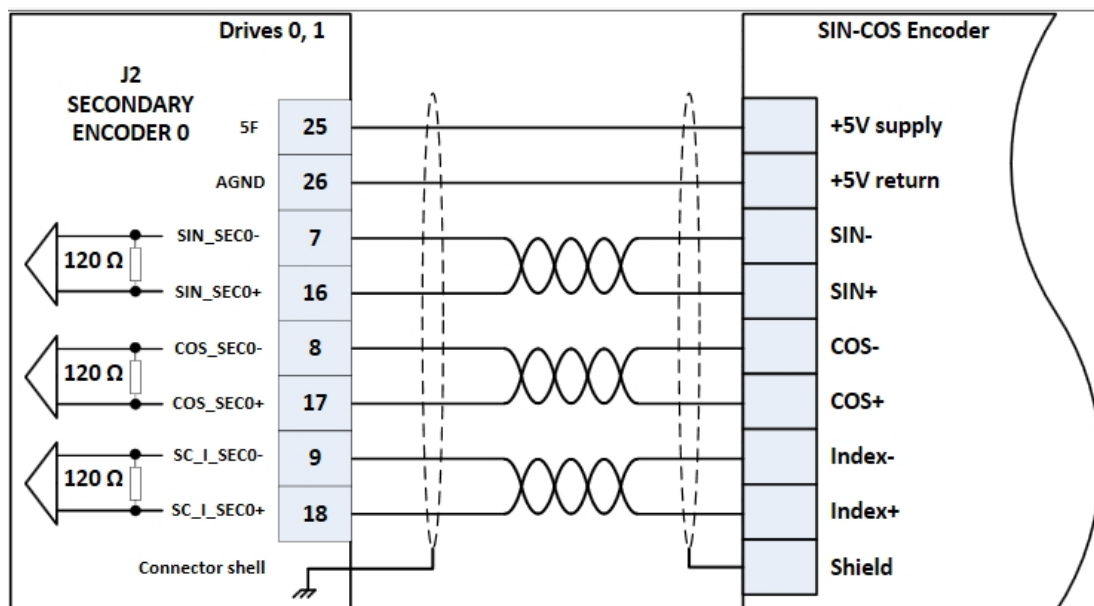 Drives 0, 1
SIN-COS Encoder
J2
SECONDARY
ENCODER 0
5F 25 +5V supply
AGND 26 +5V return
SIN_SEC0- 7 SIN-
120 Ω
SIN_SEC0+ 16 SIN+
COS_SEC0- 8 COS-
120 Ω
COS_SEC0+ 17 COS+
SC_I_SEC0- 9 Index-
120 Ω
SC_I_SEC0+ 18 Index+
Connector shell Shield